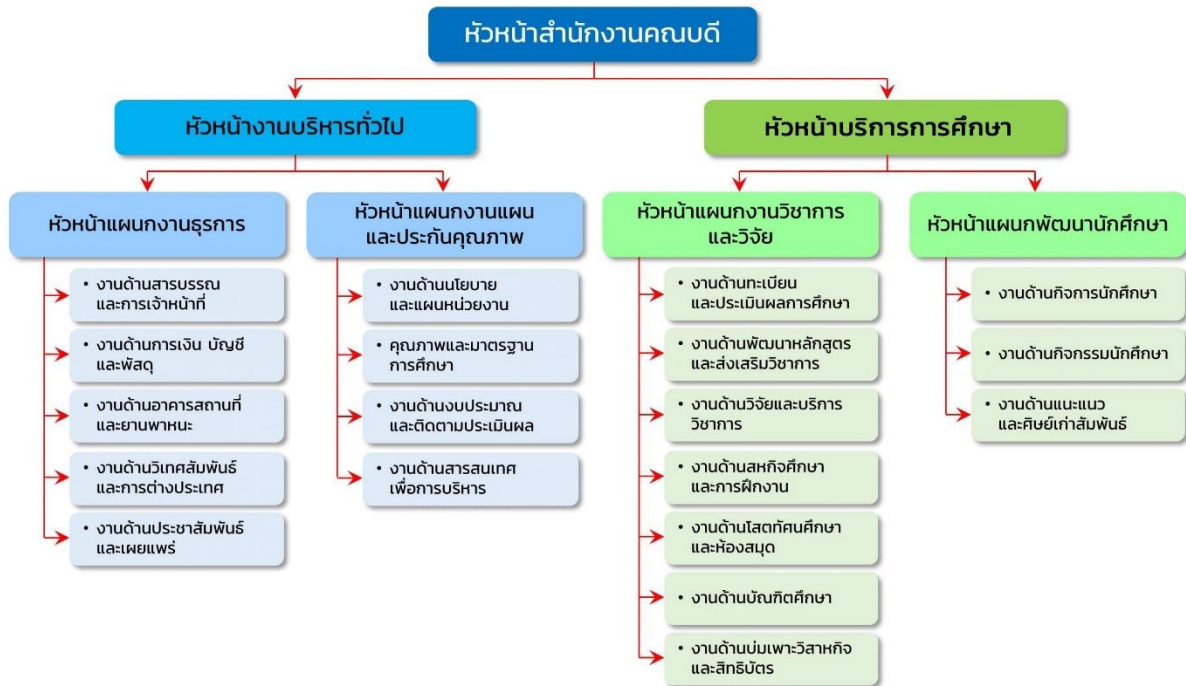 หัวหน้าสำนักงานคณบดี
หัวหน้างานบริหารทั่วไป
หัวหน้าบริการการศึกษา
หัวหน้าแผนกงานธุรการ
หัวหน้าแผนกงานแผน
และประกันคุณภาพ
หัวหน้าแผนกงานวิชาการ
และวิจัย
หัวหน้าแผนกพัฒนานักศึกษา
• งานด้านสารบรรณ
และการเจ้าหน้าที่
• งานด้านการเงิน บัญชี
และพัสดุ
• งานด้านอาคารสถานที่
และยานพาหนะ
• งานด้านวิเทศสัมพันธ์
และการต่างประเทศ
• งานด้านประชาสัมพันธ์
และเผยแพร่
• งานด้านนโยบาย
และแผนหน่วยงาน
• คุณภาพและมาตรฐาน
การศึกษา
• งานด้านงบประมาณ
และติดตามประเมินผล
• งานด้านสารสนเทศ
เพื่อการบริหาร
• งานด้านทะเบียน
และประเมินผลการศึกษา
• งานด้านพัฒนาหลักสูตร
และส่งเสริมวิชาการ
• งานด้านวิจัยและบริการ
วิชาการ
• งานด้านสหกิจศึกษา
และการฝึกงาน
• งานด้านโสตทัศนศึกษา
และห้องสมุด
• งานด้านบัณฑิตศึกษา
• งานด้านบ่มเพาะวิสาหกิจ
และสิทธิบัตร
• งานด้านกิจการนักศึกษา
• งานด้านกิจกรรมนักศึกษา
• งานด้านแนะแนว
และศิษย์เก่าสัมพันธ์